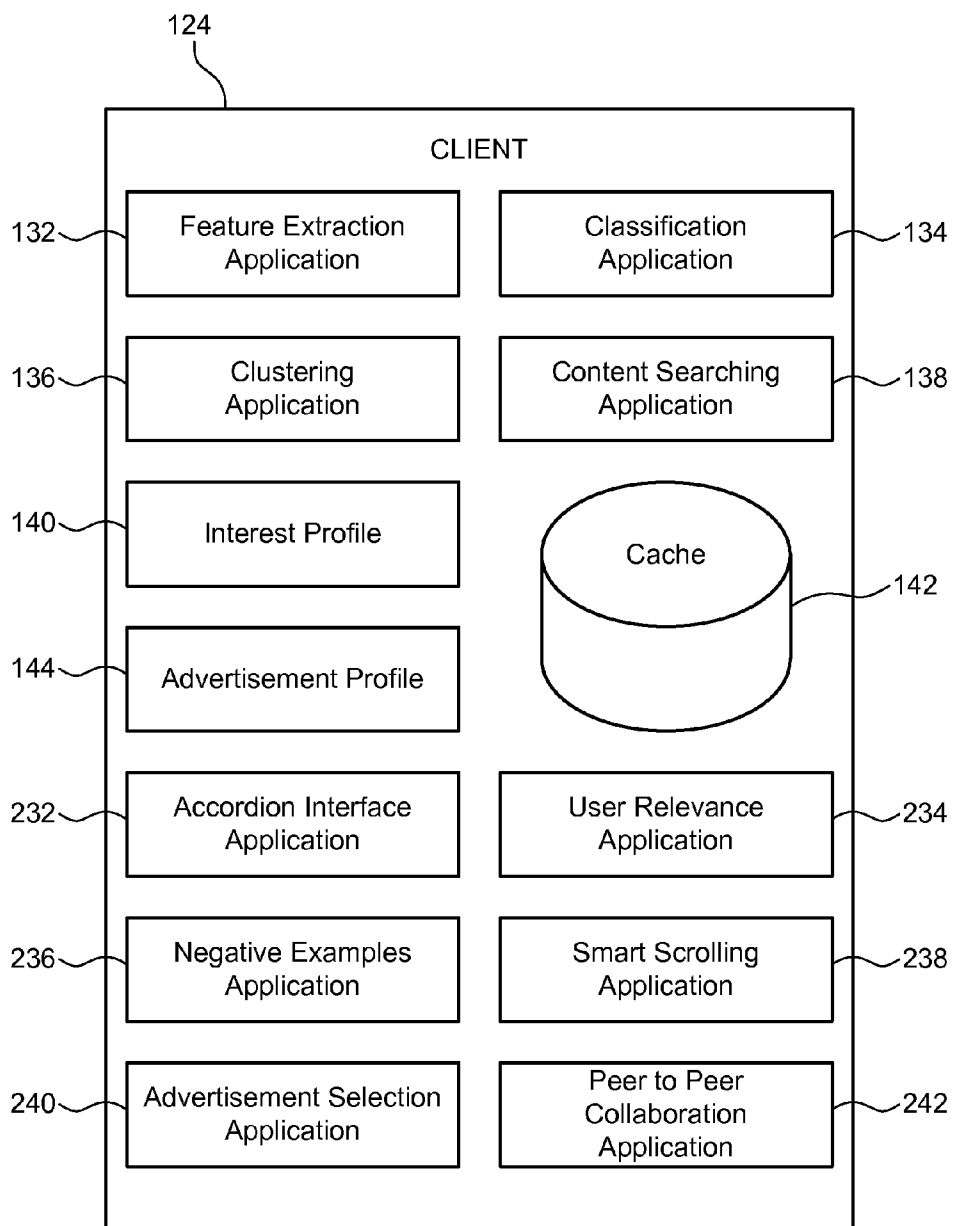 124
CLIENT
132
Feature Extraction
Application
Classification
Application
134
136
Clustering
Application
Content Searching
Application
138
140
Interest Profile
Cache
142
144
Advertisement Profile
232
Accordion Interface
Application
User Relevance
Application
234
236
Negative Examples
Application
Smart Scrolling
Application
238
240
Advertisement Selection
Application
Peer to Peer
Collaboration
Application
242